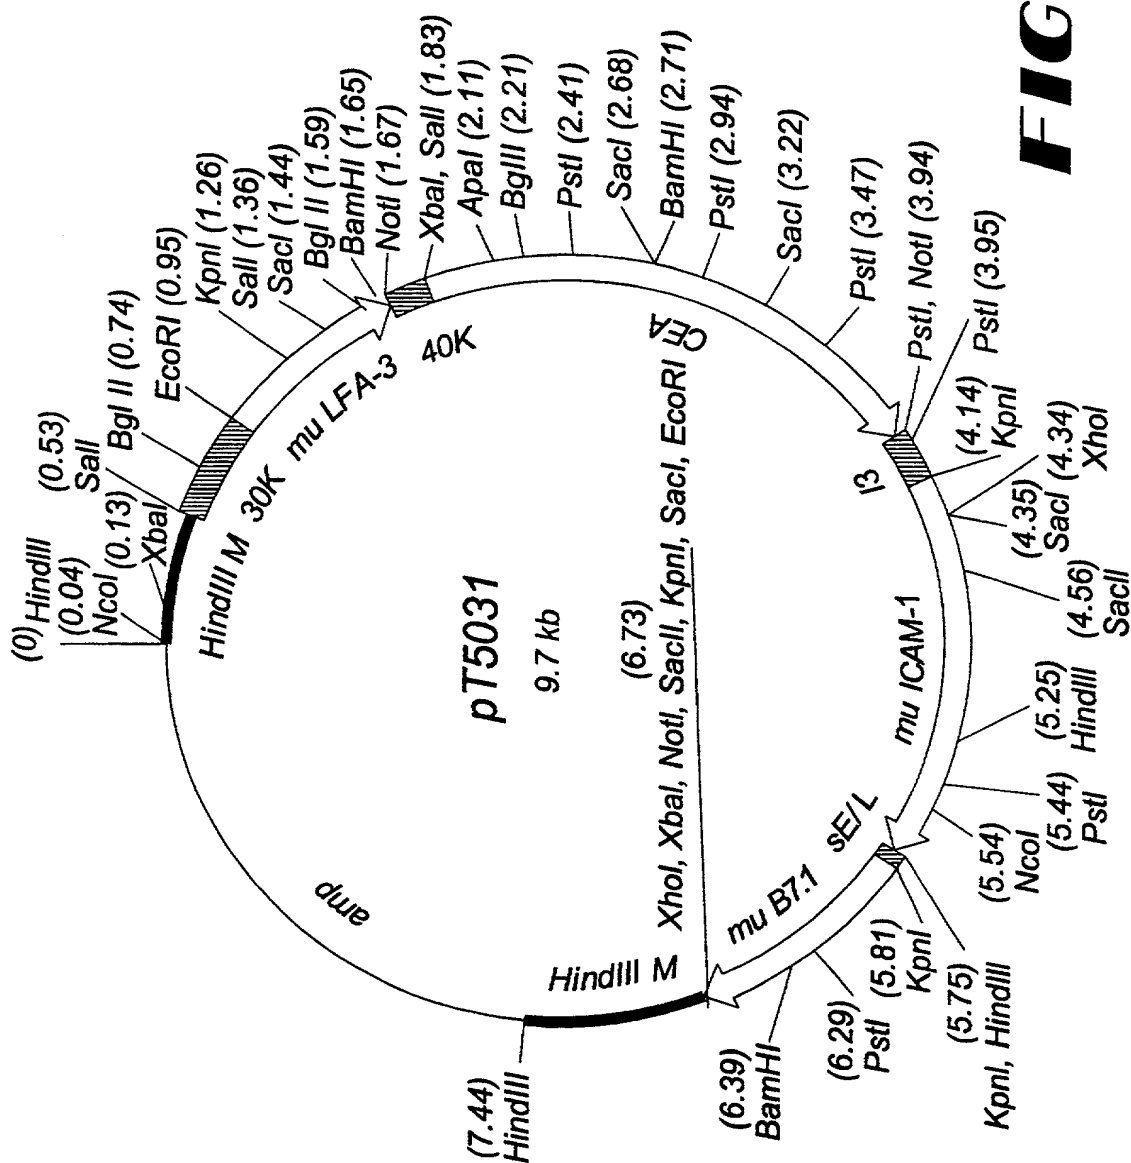 (0) HindIII
(0.04)
NcoI
(0.13)
XbaI
(0.53)
SalI
Bgl II (0.74)
EcoRI (0.95)
KpnI (1.26)
SalI (1.36)
SacI (1.44)
Bgl II (1.59)
BamHI (1.65)
NotI (1.67)
XbaI, SalI (1.83)
ApaI (2.11)
BglII (2.21)
PstI (2.41)
SacI (2.68)
BamHI (2.71)
PstI (2.94)
SacI (3.22)
PstI (3.47)
PstI, NotI (3.94)
PstI (3.95)
(4.14)
KpnI
(4.34)
XhoI
(4.35)
SacI
(4.56)
SacII
(5.25)
HindIII
(5.44)
PstI
(5.54)
NcoI
(5.75)
KpnI, HindIII
(5.81)
KpnI
(6.29)
PstI
(6.39)
BamHI
(6.73)
XhoI, XbaI, NotI, SacII, KpnI, SacI, EcoRI
(7.44)
HindIII
HindIII M
30K
mu LFA-3
40K
CEA
I3
mu ICAM-1
sE/L
mu B7.1
HindIII M
amp
pT5031
9.7 kb
FIG